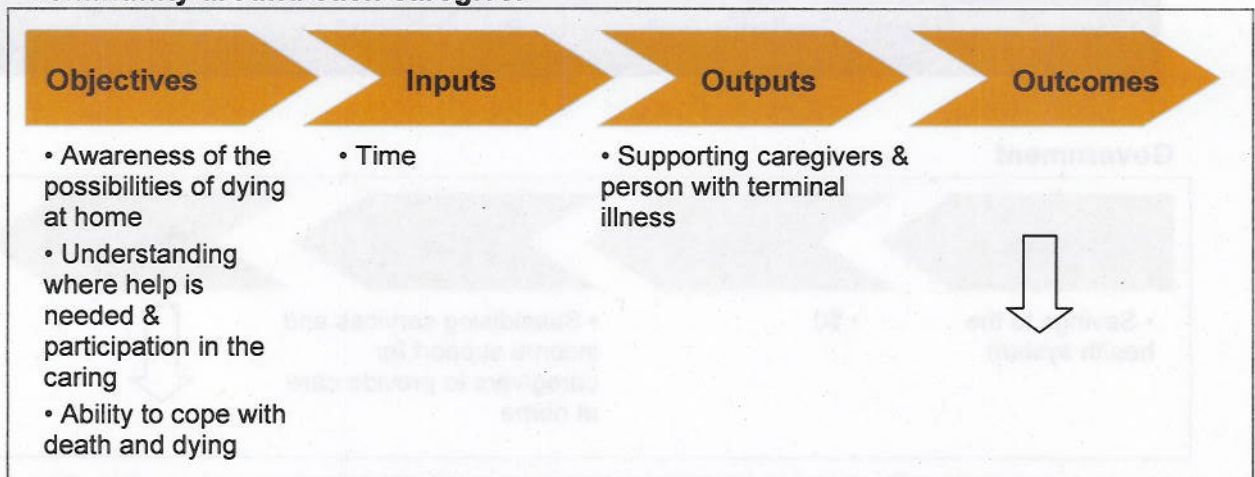 Objectives
Inputs
Outputs
Outcomes
• Awareness of the
possibilities of dying
at home
• Understanding
where help is
needed &
participation in the
caring
• Ability to cope with
death and dying
• Time
• Supporting caregivers &
person with terminal
illness
Government
• Savings to the
health system
• $0
• Subsidising services and
income support for
caregivers to provide care
at home